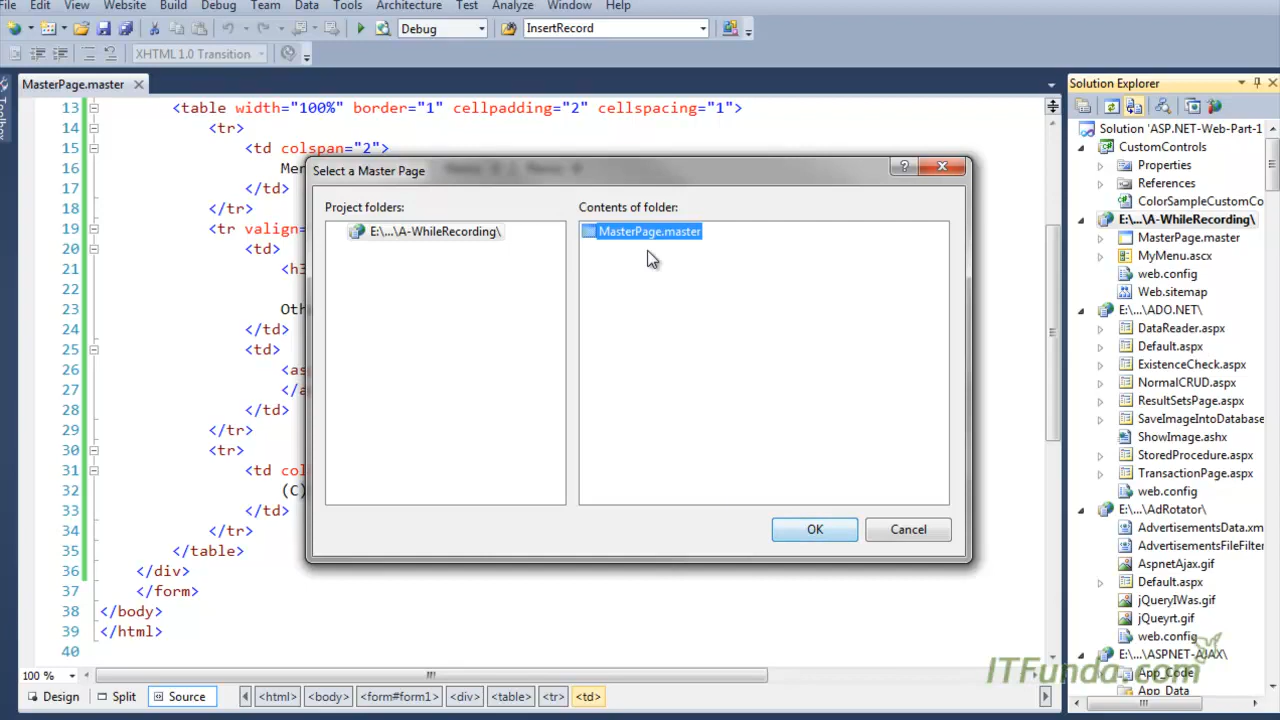 File Edit View Website Build Debug Team Data Tools Architecture Test Analyze Window Help
Debug InsertRecord
XHTML 1.0 Transition
MasterPage.master
13 <table width="100%" border="1" cellpadding="2" cellspacing="1">
14 <tr>
15 <td colspan="2">
16 Men
17 </td>
18 </tr>
19 <tr valign=
20 <td>
21 <h3
22
23 Oth
24 </td>
25 <td>
26 <as
27 </a
28 </td>
29 </tr>
30 <tr>
31 <td col
32 (C)
33 </td>
34 </tr>
35 </table>
36 </div>
37 </form>
38 </body>
39 </html>
40
100 %
Design Split Source <html> <body> <form#form1> <div> <table> <tr> <td>
Toolbox
Select a Master Page
Project folders:
E:\...\A-WhileRecording\
Contents of folder:
MasterPage.master
OK Cancel
Solution Explorer
Solution 'ASP.NET-Web-Part-1
CustomControls
Properties
References
ColorSampleCustomCo
E:\...\A-WhileRecording\
MasterPage.master
MyMenu.ascx
web.config
Web.sitemap
E:\...\ADO.NET\
DataReader.aspx
Default.aspx
ExistenceCheck.aspx
NormalCRUD.aspx
ResultSetsPage.aspx
SaveImageIntoDatabase
ShowImage.ashx
StoredProcedure.aspx
TransactionPage.aspx
web.config
E:\...\AdRotator\
AdvertisementsData.xm
AdvertisementsFileFilter
AspnetAjax.gif
Default.aspx
jQueryIWas.gif
jQueyrt.gif
web.config
E:\...\ASPNET-AJAX\
App_Code
App_Data
ITFunda.com